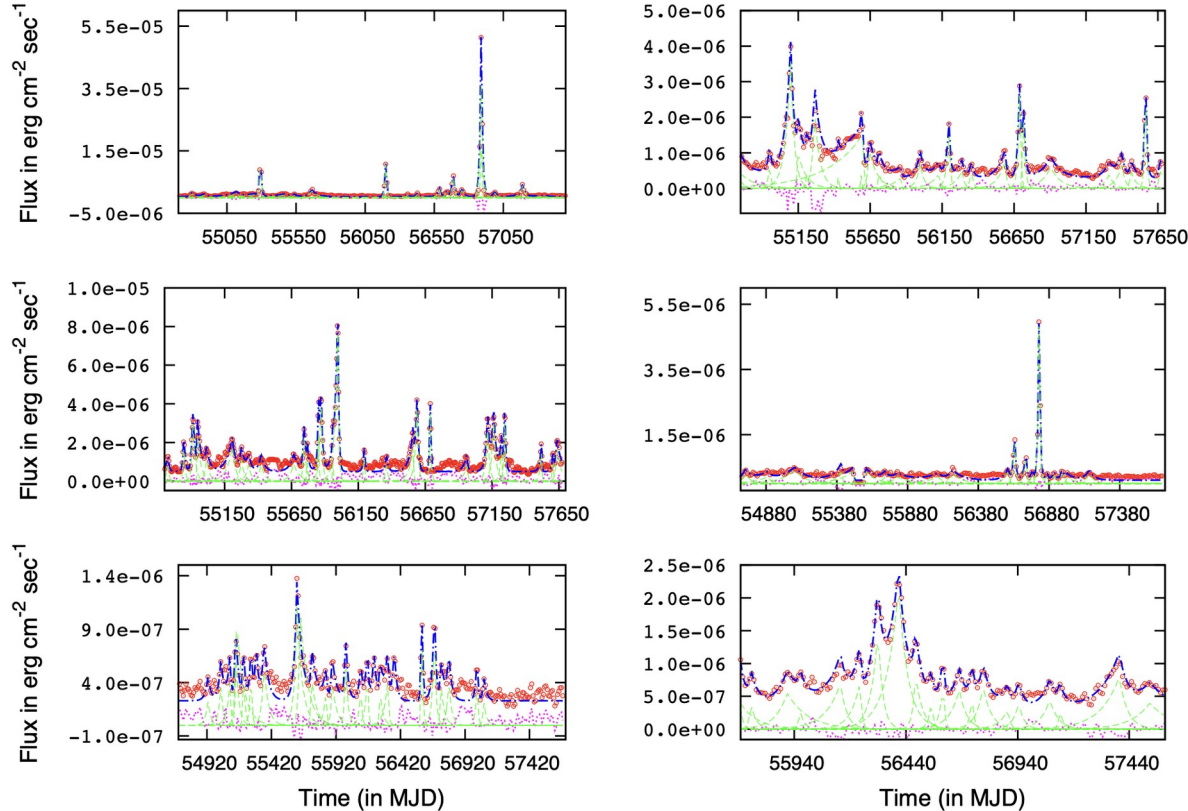 5.5e-05
3.5e-05
1.5e-05
-5.0e-06
Flux in erg cm-2 sec-1
55050 55550 56050 56550 57050
5.0e-06
4.0e-06
3.0e-06
2.0e-06
1.0e-06
0.0e+00
55150 55650 56150 56650 57150 57650
1.0e-05
8.0e-06
6.0e-06
4.0e-06
2.0e-06
0.0e+00
Flux in erg cm-2 sec-1
55150 55650 56150 56650 57150 57650
5.5e-06
3.5e-06
1.5e-06
54880 55380 55880 56380 56880 57380
1.4e-06
9.0e-07
4.0e-07
-1.0e-07
Flux in erg cm-2 sec-1
54920 55420 55920 56420 56920 57420
Time (in MJD)
2.5e-06
2.0e-06
1.5e-06
1.0e-06
5.0e-07
0.0e+00
55940 56440 56940 57440
Time (in MJD)